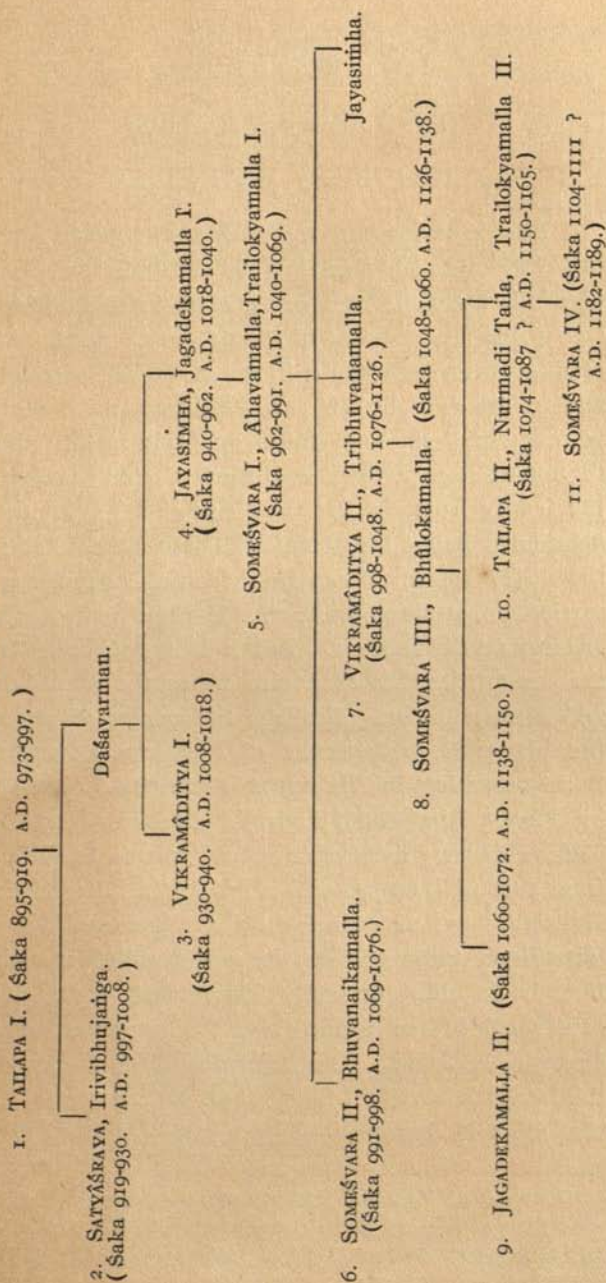 1. TAIḶAPA I. ( Śaka 895-919. A.D. 973-997. )
2. SATYÂŚRAYA, Irivibhujaṅga.
( Śaka 919-930. A.D. 997-1008. )
Daśavarman.
3. VIKRAMÂDITYA I.
(Śaka 930-940. A.D. 1008-1018.)
4. JAYASIMHA, Jagadekamalla I.
( Śaka 940-962. A.D. 1018-1040.)
5. SOMEŚVARA I., Âhavamalla, Trailokyamalla I.
( Śaka 962-991. A.D. 1040-1069. )
6. SOMEŚVARA II., Bhuvanaikamalla.
(Śaka 991-998. A.D. 1069-1076.)
7. VIKRAMÂDITYA II., Tribhuvanamalla.
(Śaka 998-1048. A.D. 1076-1126.)
Jayasiṁha.
8. SOMEŚVARA III., Bhûlokamalla. (Śaka 1048-1060. A.D. 1126-1138.)
9. JAGADEKAMALLA II. (Śaka 1060-1072. A.D. 1138-1150.)
10. TAIḶAPA II., Nurmadi Taila, Trailokyamalla II.
(Śaka 1074-1087 ? A.D. 1150-1165.)
11. SOMEŚVARA IV. (Śaka 1104-1111 ?
A.D. 1182-1189.)